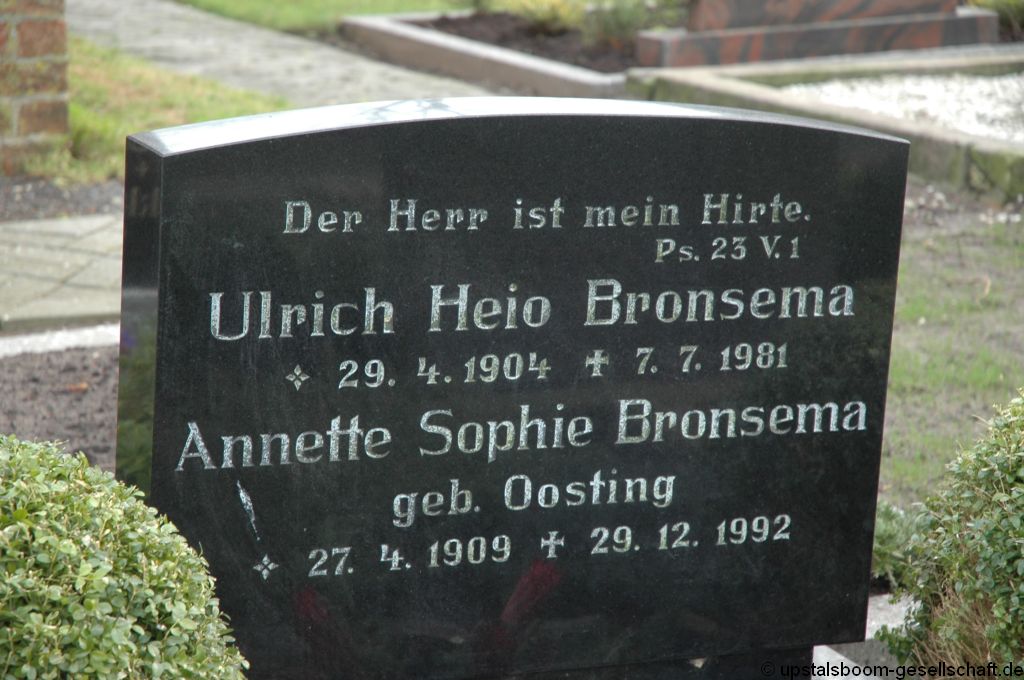 Der Herr ist mein Hirte.
Ps. 23 V. 1
Ulrich Heio Bronsema
29. 4. 1904 7. 7. 1981
Annette Sophie Bronsema
geb. Oosting
27. 4. 1909 29. 12. 1992
© upstalsboom-gesellschaft.de